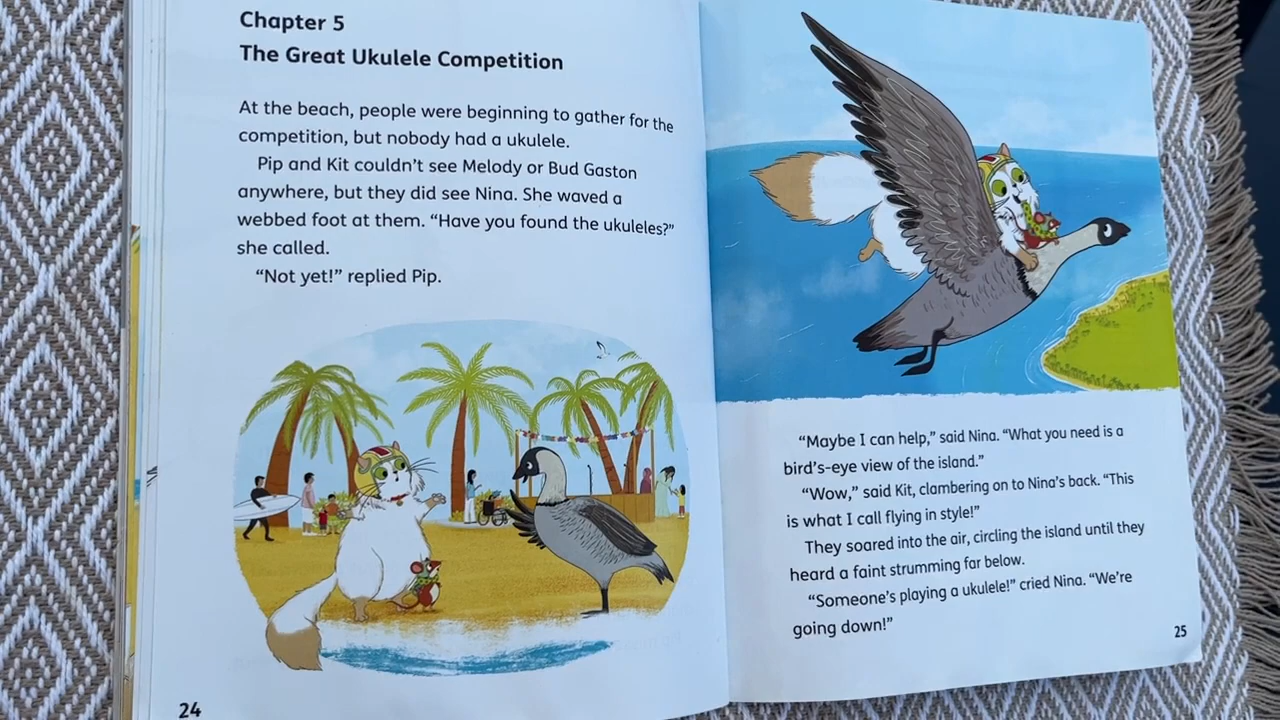 Chapter 5
The Great Ukulele Competition
At the beach, people were beginning to gather for the
competition, but nobody had a ukulele.
Pip and Kit couldn’t see Melody or Bud Gaston
anywhere, but they did see Nina. She waved a
webbed foot at them. “Have you found the ukuleles?”
she called.
“Not yet!” replied Pip.
24
“Maybe I can help,” said Nina. “What you need is a
bird’s-eye view of the island.”
“Wow,” said Kit, clambering on to Nina’s back. “This
is what I call flying in style!”
They soared into the air, circling the island until they
heard a faint strumming far below.
“Someone’s playing a ukulele!” cried Nina. “We’re
going down!”
25